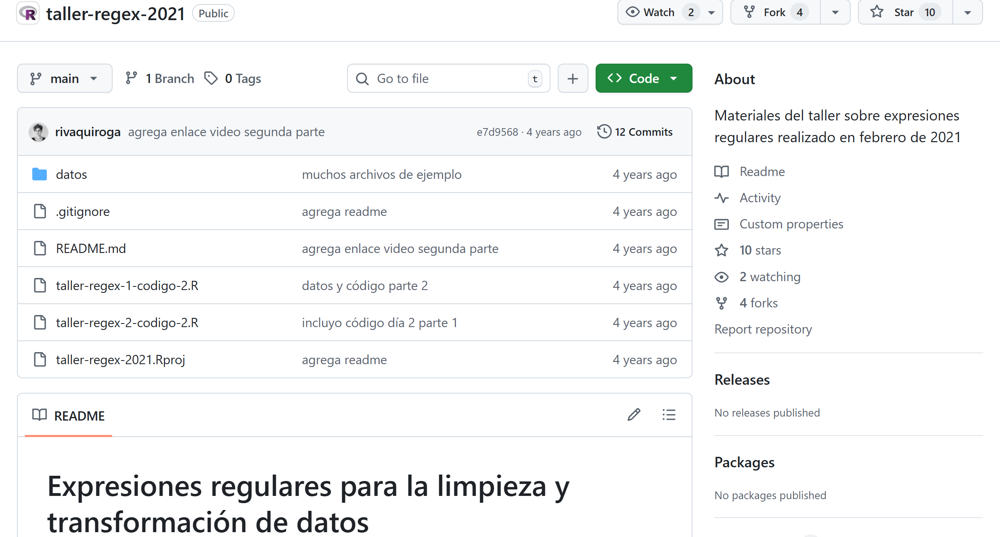 taller-regex-2021 Public Watch 2 Fork 4 Star 10
main 1 Branch 0 Tags Go to file t + Code
rivaquiroga agrega enlace video segunda parte e7d9568 · 4 years ago 12 Commits
datos muchos archivos de ejemplo 4 years ago
.gitignore agrega readme 4 years ago
README.md agrega enlace video segunda parte 4 years ago
taller-regex-1-codigo-2.R datos y código parte 2 4 years ago
taller-regex-2-codigo-2.R incluyo código día 2 parte 1 4 years ago
taller-regex-2021.Rproj agrega readme 4 years ago
README
Expresiones regulares para la limpieza y
transformación de datos
About
Materiales del taller sobre expresiones
regulares realizado en febrero de 2021
Readme
Activity
Custom properties
10 stars
2 watching
4 forks
Report repository
Releases
No releases published
Packages
No packages published